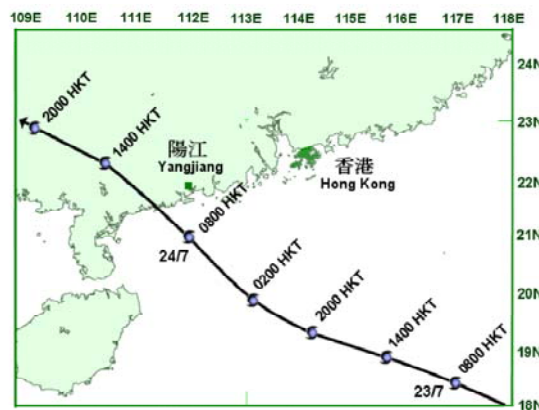 109E 110E 111E 112E 113E 114E 115E 116E 117E 118E
24N
2000 HKT
23N
1400 HKT
陽江
Yangjiang
香港
Hong Kong
22N
0800 HKT
24/7
21N
0200 HKT
20N
2000 HKT
1400 HKT
19N
0800 HKT
23/7
18N